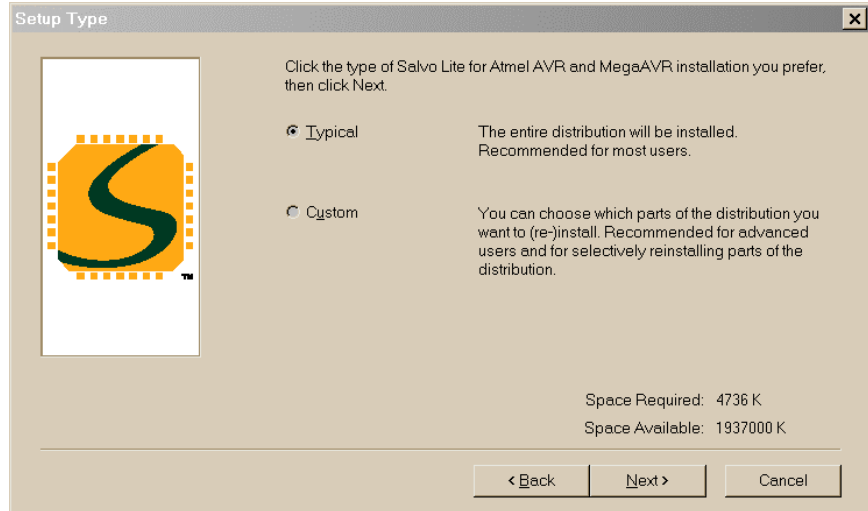 Setup Type
Click the type of Salvo Lite for Atmel AVR and MegaAVR installation you prefer,
then click Next.
Typical
The entire distribution will be installed.
Recommended for most users.
Custom
You can choose which parts of the distribution you
want to (re-)install. Recommended for advanced
users and for selectively reinstalling parts of the
distribution.
TM
Space Required: 4736 K
Space Available: 1937000 K
< Back
Next >
Cancel